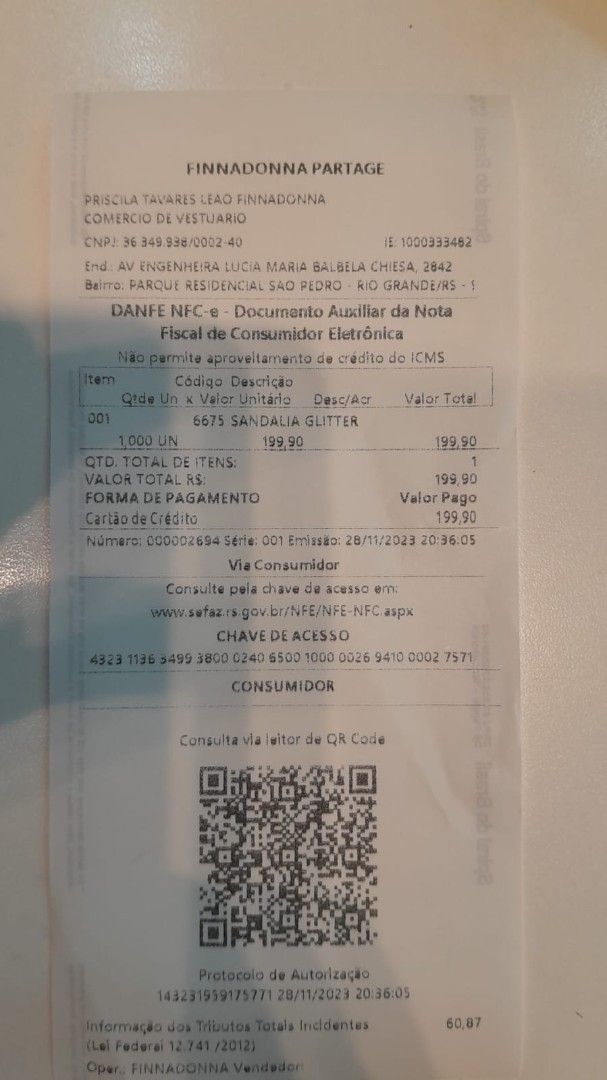 FINNADONNA PARTAGE
PRISCILA TAVARES LEAO FINNADONNA
COMERCIO DE VESTUARIO
CNPJ: 36.349.938/0002-40 IE: 1000333462
End.: AV ENGENHEIRA LUCIA MARIA BALBELA CHIESA, 2842
Bairro: PARQUE RESIDENCIAL SAO PEDRO - RIO GRANDE/RS -
DANFE NFC-e - Documento Auxiliar da Nota
Fiscal de Consumidor Eletrônica
Não permite aproveitamento de crédito do ICMS
Item Código Descrição
Qtde Un x Valor Unitário Desc/Acr Valor Total
001 6675 SANDALIA GLITTER
1,000 UN 199,90 199,90
QTD. TOTAL DE ITENS: 1
VALOR TOTAL R$: 199,90
FORMA DE PAGAMENTO Valor Pago
Cartão de Crédito 199,90
Número: 000002694 Série: 001 Emissão: 28/11/2023 20:36:05
Via Consumidor
Consulte pela chave de acesso em:
www.sefaz.rs.gov.br/NFE/NFE-NFC.aspx
CHAVE DE ACESSO
4323 1136 3499 3800 0240 6500 1000 0026 9410 0002 7571
CONSUMIDOR
Consulta via leitor de QR Code
Protocolo de Autorização
143231959175771 28/11/2023 20:36:05
Informação dos Tributos Totais Incidentes 60,87
(Lei Federal 12.741 /2012)
Oper.: FINNADONNA Vendedor: